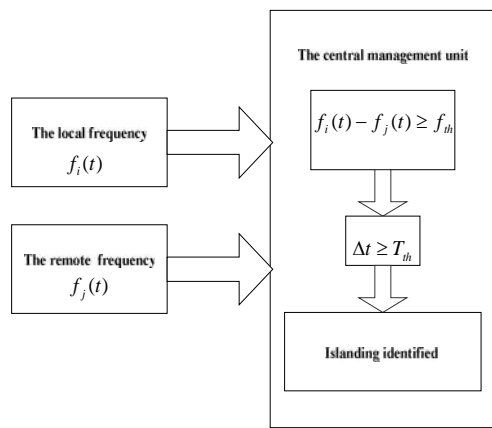 The central management unit
The local frequency
f_i(t)
f_i(t) − f_j(t) ≥ f_th
The remote frequency
f_j(t)
Δt ≥ T_th
Islanding identified